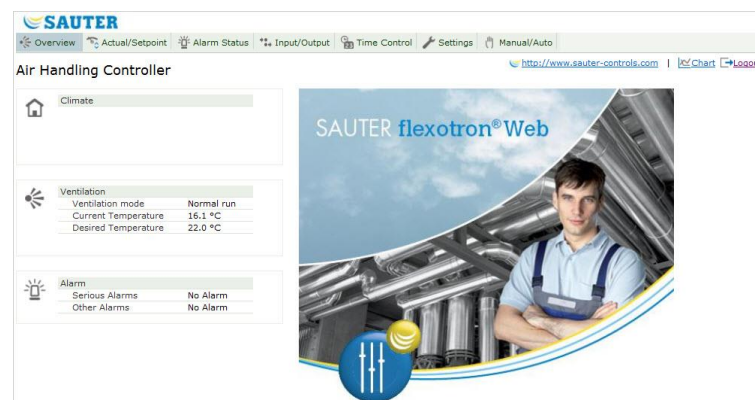 SAUTER
Overview Actual/Setpoint Alarm Status Input/Output Time Control Settings Manual/Auto
http://www.sauter-controls.com | Chart Logou
Air Handling Controller
Climate
SAUTER flexotron® Web
Ventilation
Ventilation mode Normal run
Current Temperature 16.1 °C
Desired Temperature 22.0 °C
Alarm
Serious Alarms No Alarm
Other Alarms No Alarm